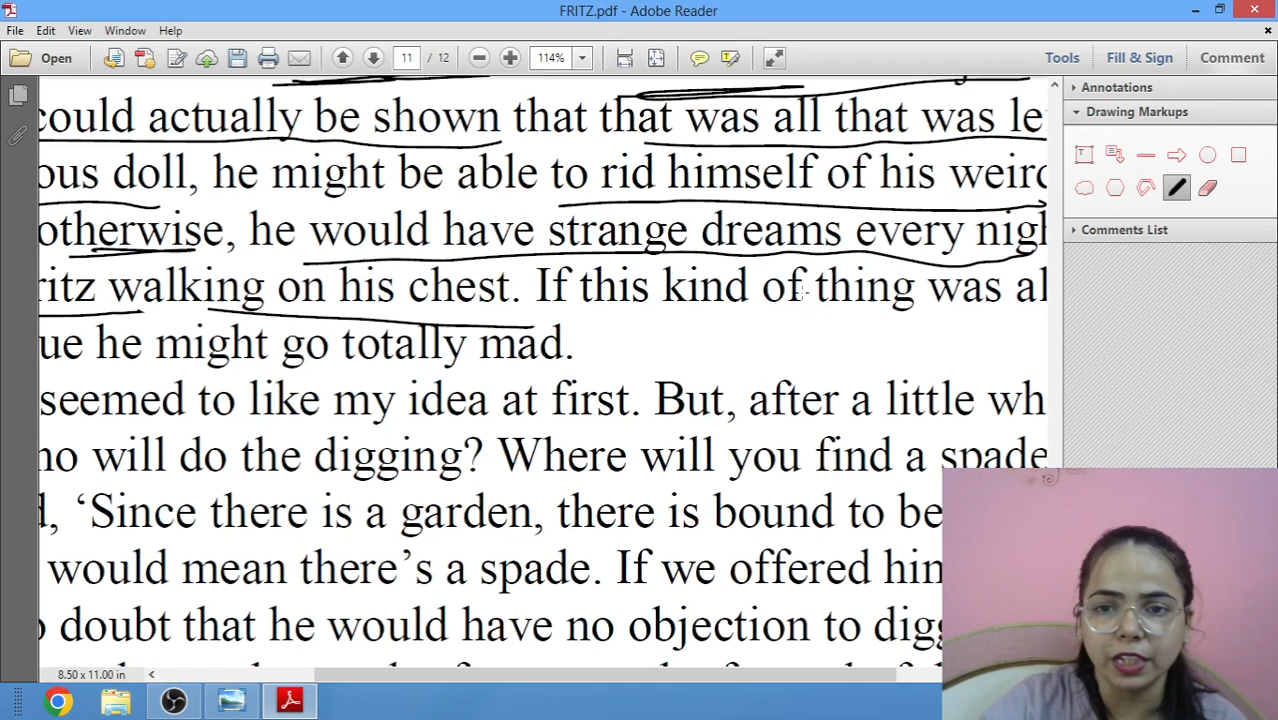 FRITZ.pdf - Adobe Reader
File Edit View Window Help
Open 11 / 12 114% Tools Fill & Sign Comment
Annotations
Drawing Markups
Comments List
could actually be shown that that was all that was le
ous doll, he might be able to rid himself of his weird
otherwise, he would have strange dreams every nigh
ritz walking on his chest. If this kind of thing was al
ue he might go totally mad.
seemed to like my idea at first. But, after a little wh
no will do the digging? Where will you find a spade
d, ‘Since there is a garden, there is bound to be
would mean there’s a spade. If we offered him
o doubt that he would have no objection to digg
8.50 x 11.00 in